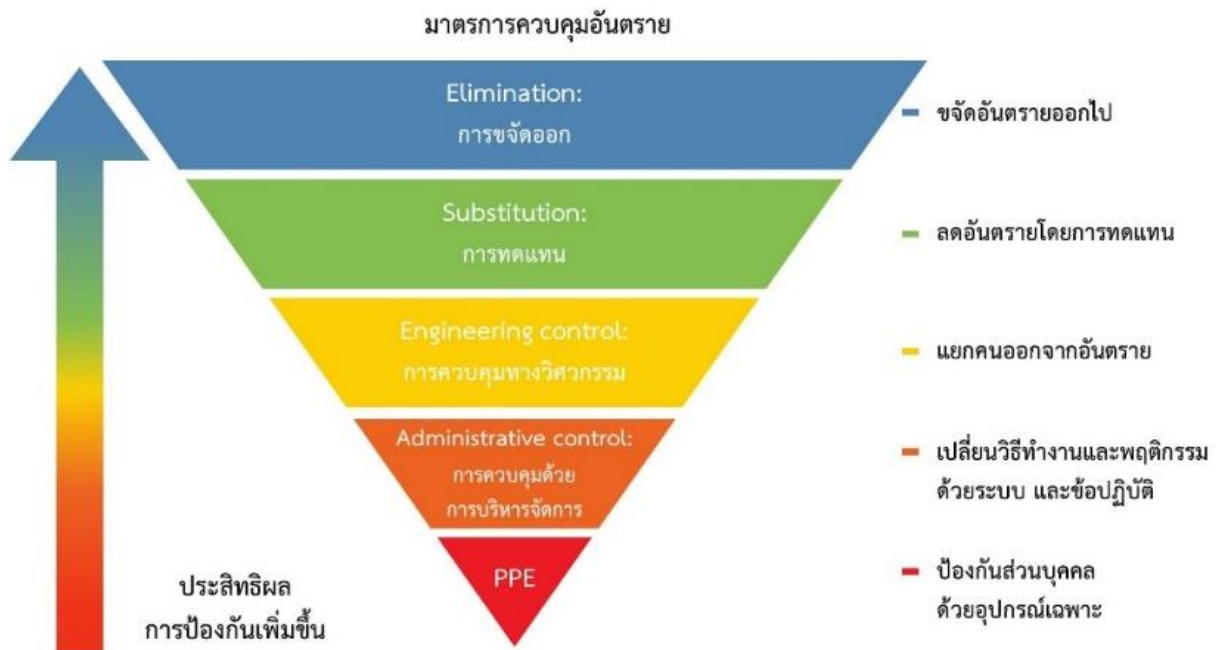 มาตรการควบคุมอันตราย
Elimination:
การขจัดออก
ขจัดอันตรายออกไป
Substitution:
การทดแทน
ลดอันตรายโดยการทดแทน
Engineering control:
การควบคุมทางวิศวกรรม
แยกคนออกจากอันตราย
Administrative control:
การควบคุมด้วย
การบริหารจัดการ
เปลี่ยนวิธีทำงานและพฤติกรรม
ด้วยระบบ และข้อปฏิบัติ
PPE
ป้องกันส่วนบุคคล
ด้วยอุปกรณ์เฉพาะ
ประสิทธิผล
การป้องกันเพิ่มขึ้น